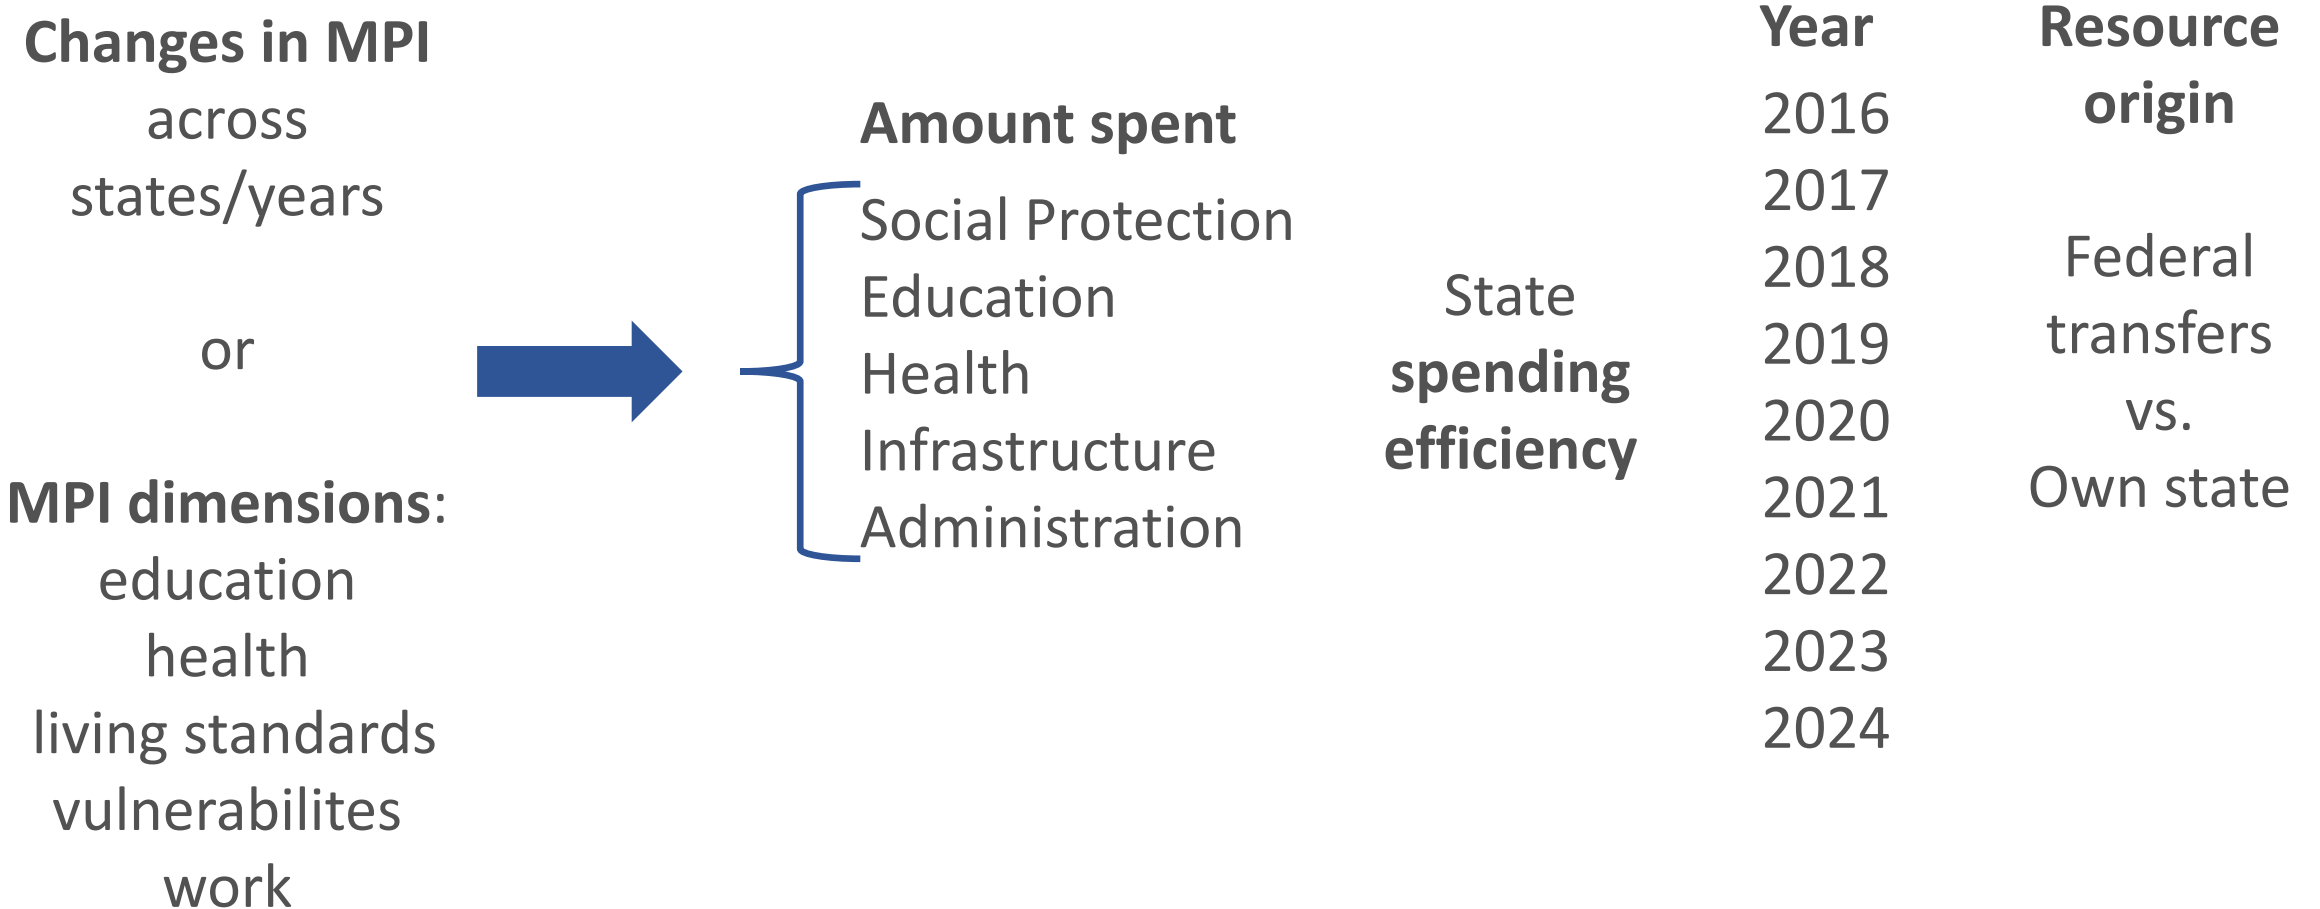 Changes in MPI
across
states/years
or
MPI dimensions:
education
health
living standards
vulnerabilites
work
Amount spent
Social Protection
Education
Health
Infrastructure
Administration
State
spending
efficiency
Year
2016
2017
2018
2019
2020
2021
2022
2023
2024
Resource
origin
Federal
transfers
vs.
Own state